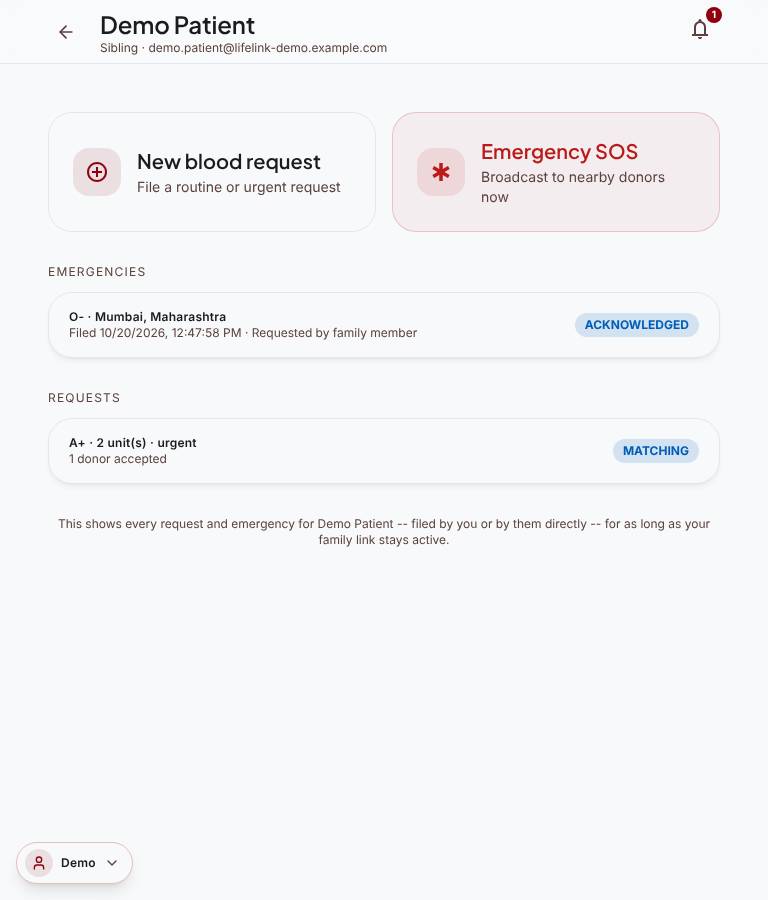 Demo Patient
Sibling · demo.patient@lifelink-demo.example.com
1
New blood request
File a routine or urgent request
Emergency SOS
Broadcast to nearby donors
now
EMERGENCIES
O- · Mumbai, Maharashtra
Filed 10/20/2026, 12:47:58 PM · Requested by family member
ACKNOWLEDGED
REQUESTS
A+ · 2 unit(s) · urgent
1 donor accepted
MATCHING
This shows every request and emergency for Demo Patient -- filed by you or by them directly -- for as long as your
family link stays active.
Demo